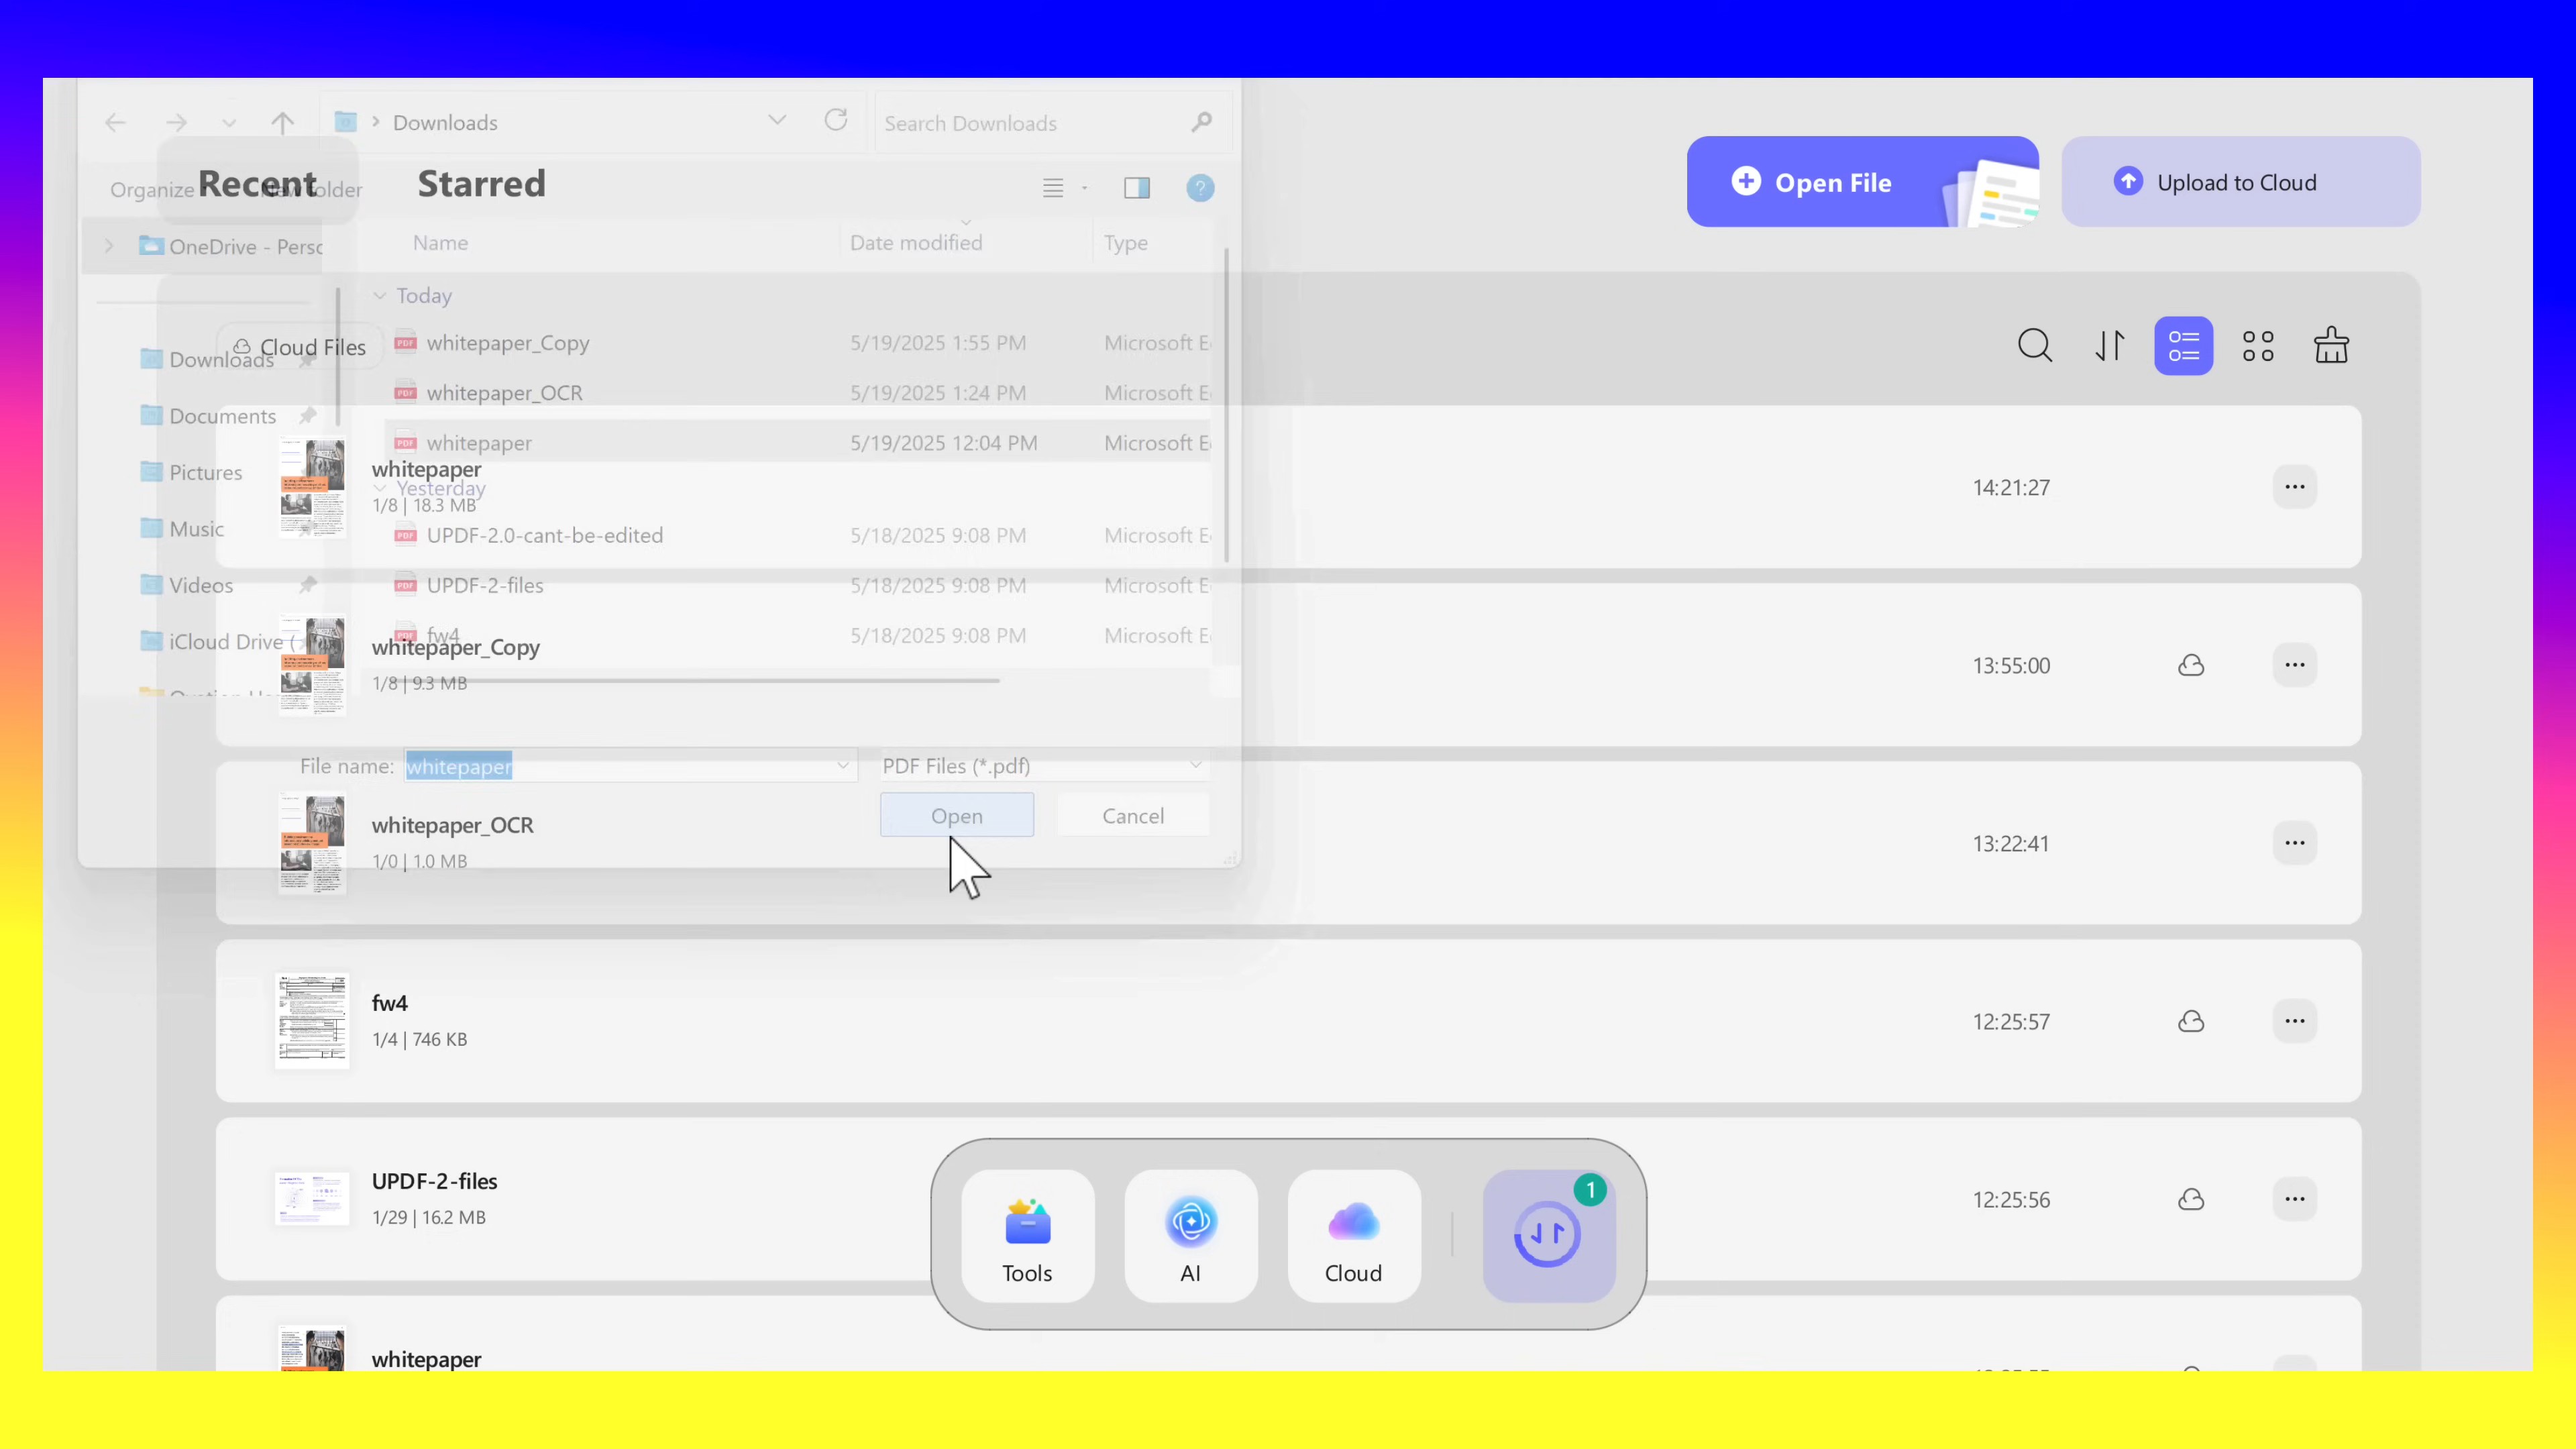 Downloads
Search Downloads
Open File
Upload to Cloud
Organize
New folder
Recent
Starred
OneDrive - Perso
Name
Date modified
Type
Today
Cloud Files
Downloads
whitepaper_Copy
5/19/2025 1:55 PM
Microsoft E
whitepaper_OCR
5/19/2025 1:24 PM
Microsoft E
Documents
whitepaper
5/19/2025 12:04 PM
Microsoft E
Pictures
whitepaper
Yesterday
1/8 | 18.3 MB
14:21:27
Music
UPDF-2.0-cant-be-edited
5/18/2025 9:08 PM
Microsoft E
Videos
UPDF-2-files
5/18/2025 9:08 PM
Microsoft E
iCloud Drive (
fw4
5/18/2025 9:08 PM
Microsoft E
whitepaper_Copy
1/8 | 9.3 MB
13:55:00
File name:
whitepaper
PDF Files (*.pdf)
Open
Cancel
whitepaper_OCR
1/0 | 1.0 MB
13:22:41
fw4
1/4 | 746 KB
12:25:57
UPDF-2-files
1/29 | 16.2 MB
12:25:56
1
Tools
AI
Cloud
whitepaper